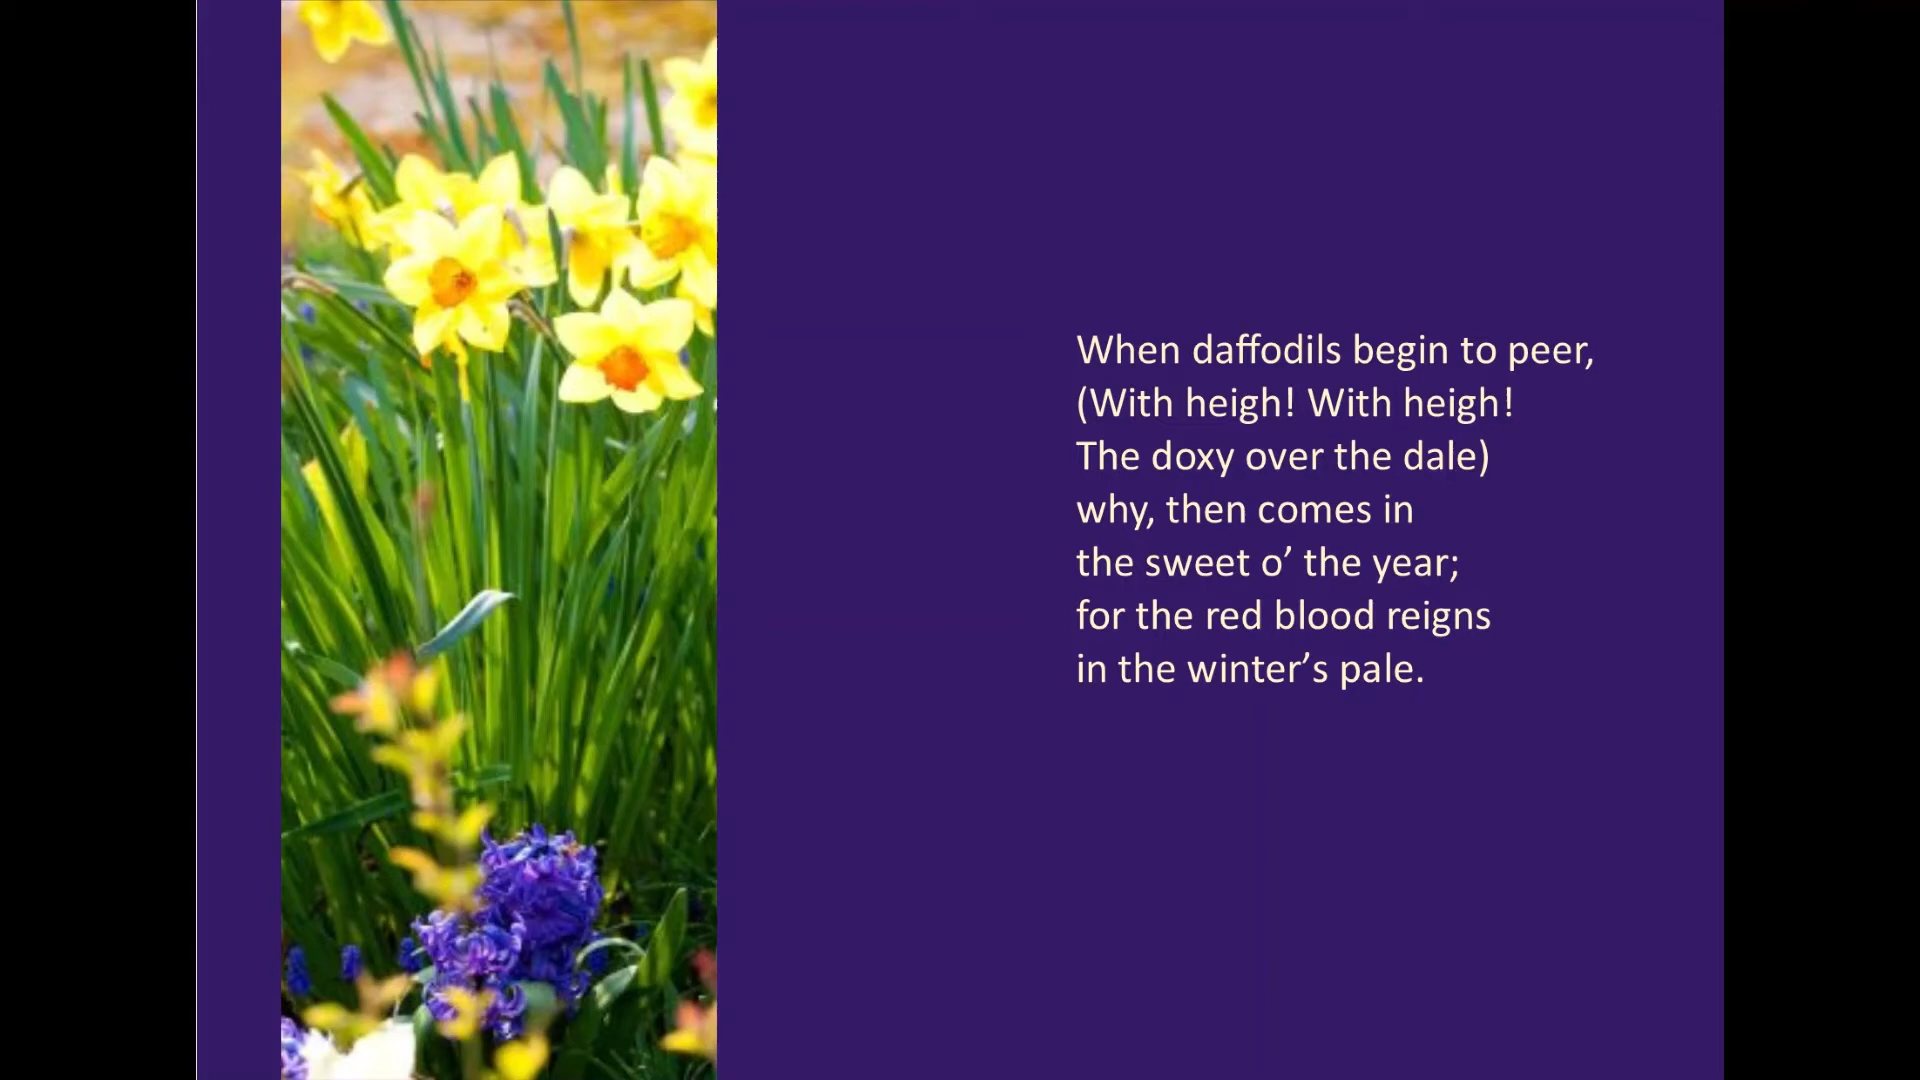 When daffodils begin to peer,
(With heigh! With heigh!
The doxy over the dale)
why, then comes in
the sweet o’ the year;
for the red blood reigns
in the winter’s pale.